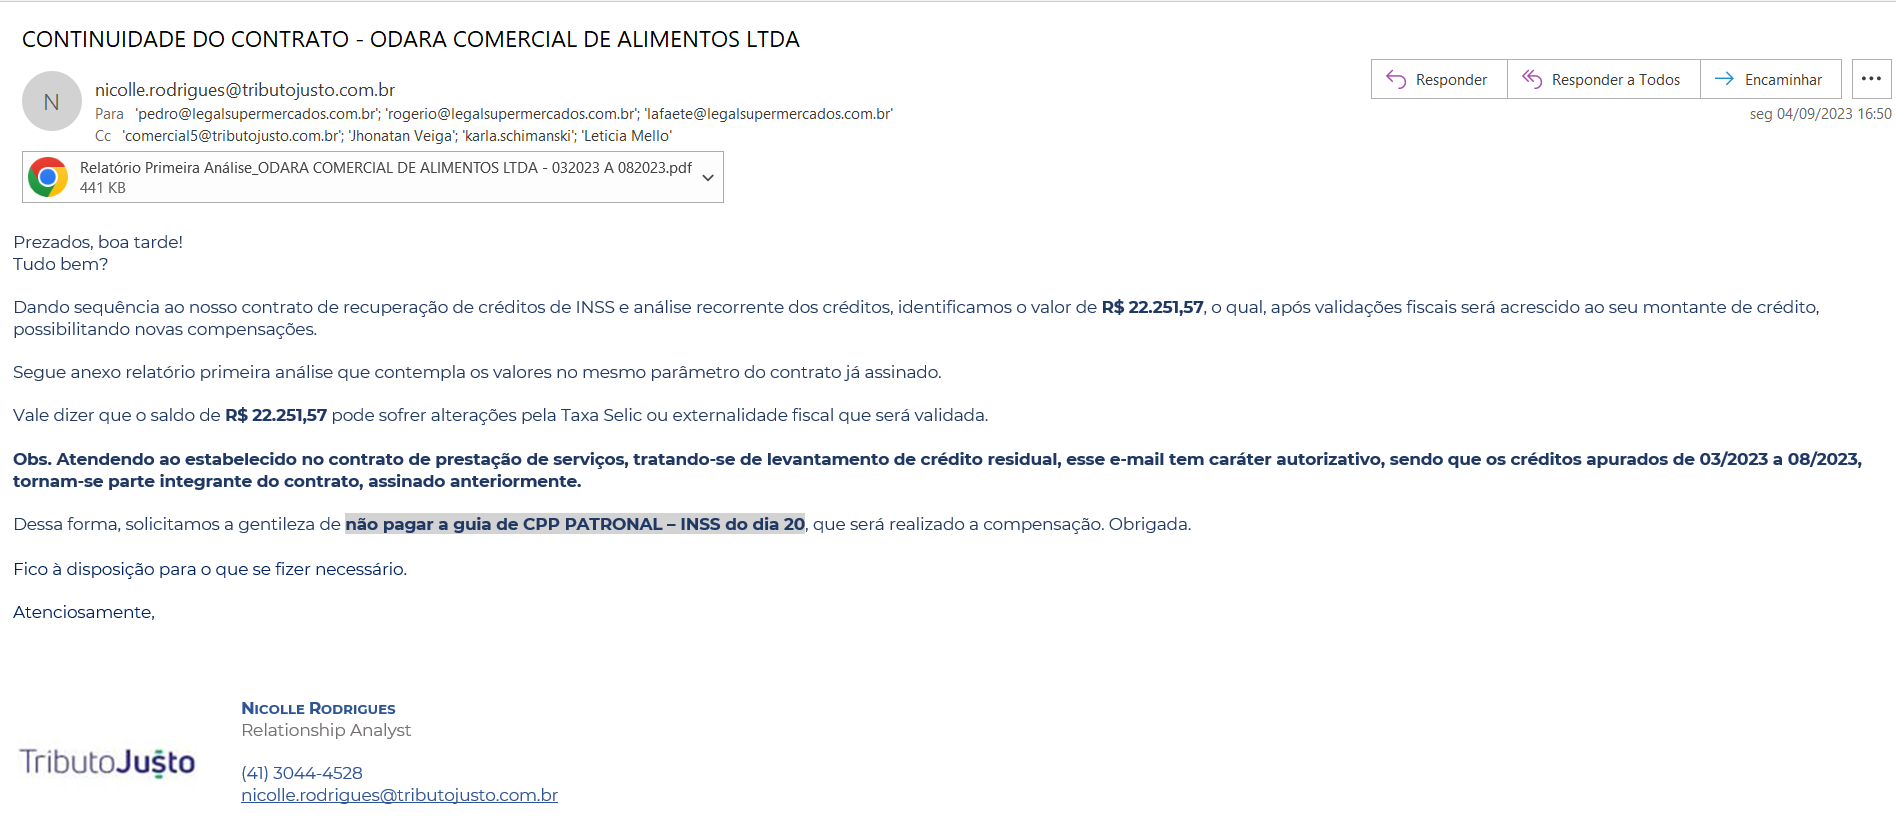 CONTINUIDADE DO CONTRATO - ODARA COMERCIAL DE ALIMENTOS LTDA
N
nicolle.rodrigues@tributojusto.com.br
Para 'pedro@legalsupermercados.com.br'; 'rogerio@legalsupermercados.com.br'; 'lafaete@legalsupermercados.com.br'
Cc 'comercial5@tributojusto.com.br'; 'Jhonatan Veiga'; 'karla.schimanski'; 'Leticia Mello'
Responder
Responder a Todos
Encaminhar
seg 04/09/2023 16:50
Relatório Primeira Análise_ODARA COMERCIAL DE ALIMENTOS LTDA - 032023 A 082023.pdf
441 KB
Prezados, boa tarde!
Tudo bem?
Dando sequência ao nosso contrato de recuperação de créditos de INSS e análise recorrente dos créditos, identificamos o valor de R$ 22.251,57, o qual, após validações fiscais será acrescido ao seu montante de crédito,
possibilitando novas compensações.
Segue anexo relatório primeira análise que contempla os valores no mesmo parâmetro do contrato já assinado.
Vale dizer que o saldo de R$ 22.251,57 pode sofrer alterações pela Taxa Selic ou externalidade fiscal que será validada.
Obs. Atendendo ao estabelecido no contrato de prestação de serviços, tratando-se de levantamento de crédito residual, esse e-mail tem caráter autorizativo, sendo que os créditos apurados de 03/2023 a 08/2023,
tornam-se parte integrante do contrato, assinado anteriormente.
Dessa forma, solicitamos a gentileza de não pagar a guia de CPP PATRONAL – INSS do dia 20, que será realizado a compensação. Obrigada.
Fico à disposição para o que se fizer necessário.
Atenciosamente,
NICOLLE RODRIGUES
Relationship Analyst
TributoJusto
(41) 3044-4528
nicolle.rodrigues@tributojusto.com.br